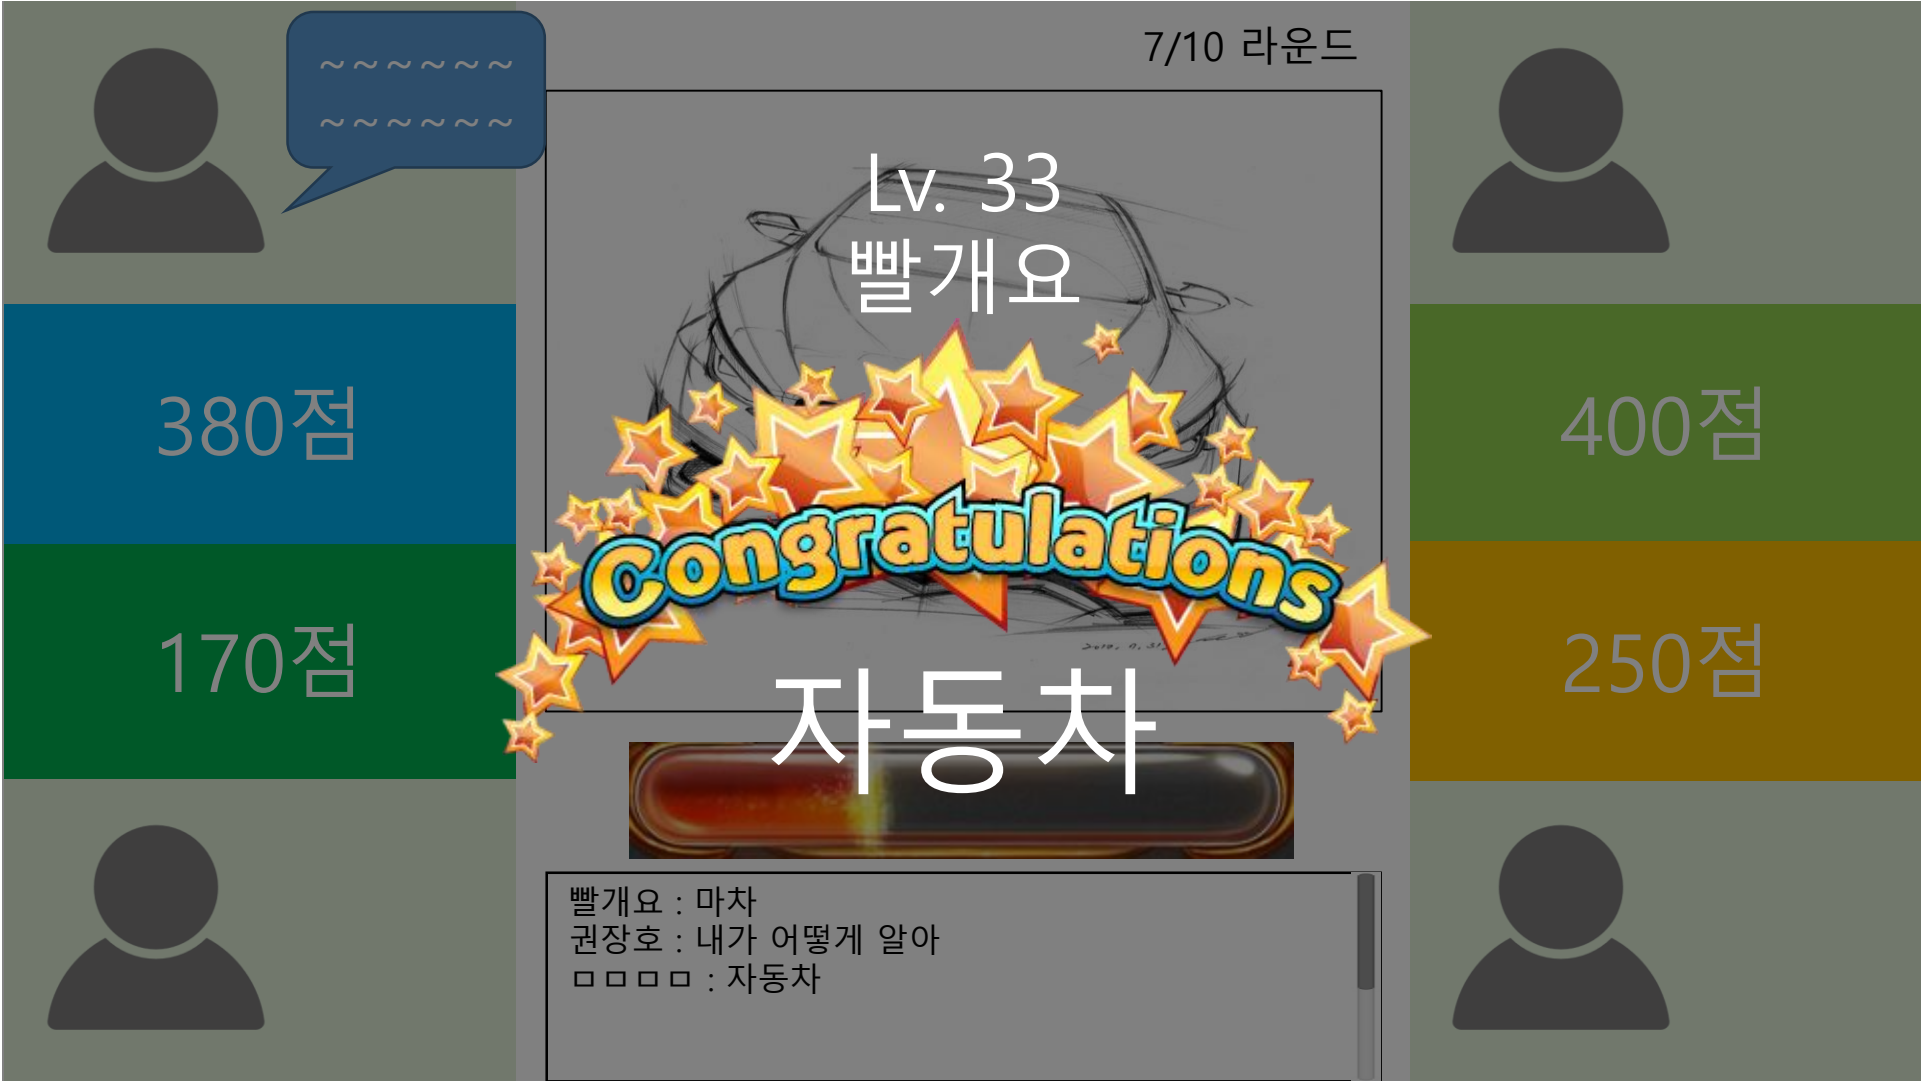 ~~~~~~
~~~~~~
7/10 라운드
Lv. 33
빨개요
380점
400점
Congratulations
170점
250점
자동차
빨개요 : 마차
권장호 : 내가 어떻게 알아
ㅁㅁㅁㅁ : 자동차